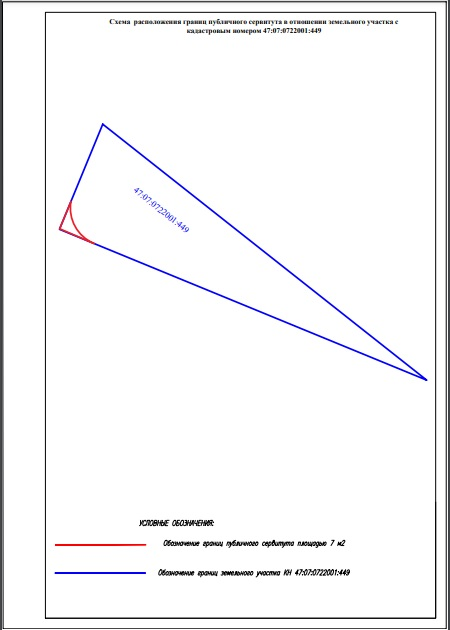 Схема расположения границ публичного сервитута в отношении земельного участка с
кадастровым номером 47:07:0722001:449
47:07:0722001:449
УСЛОВНЫЕ ОБОЗНАЧЕНИЯ:
Обозначение границ публичного сервитута площадью 7 м2
Обозначение границ земельного участка КН 47:07:0722001:449